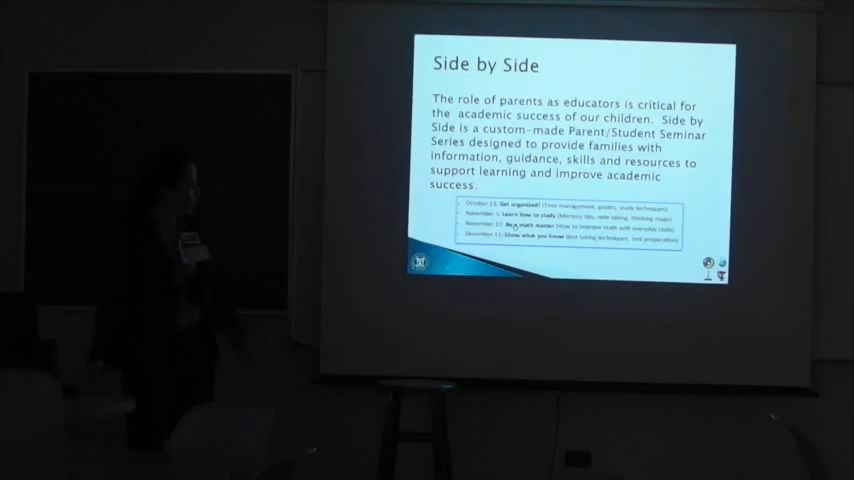 Side by Side
The role of parents as educators is critical for
the academic success of our children. Side by
Side is a custom-made Parent/Student Seminar
Series designed to provide families with
information, guidance, skills and resources to
support learning and improve academic
success.
October 23: Get organized! (Time management, grades, study techniques)
November 5: Learn how to study (Memory tips, note taking, thinking maps)
November 27: Be a math master (How to improve math with everyday tools)
December 11: Show what you know (test taking techniques, test preparation)